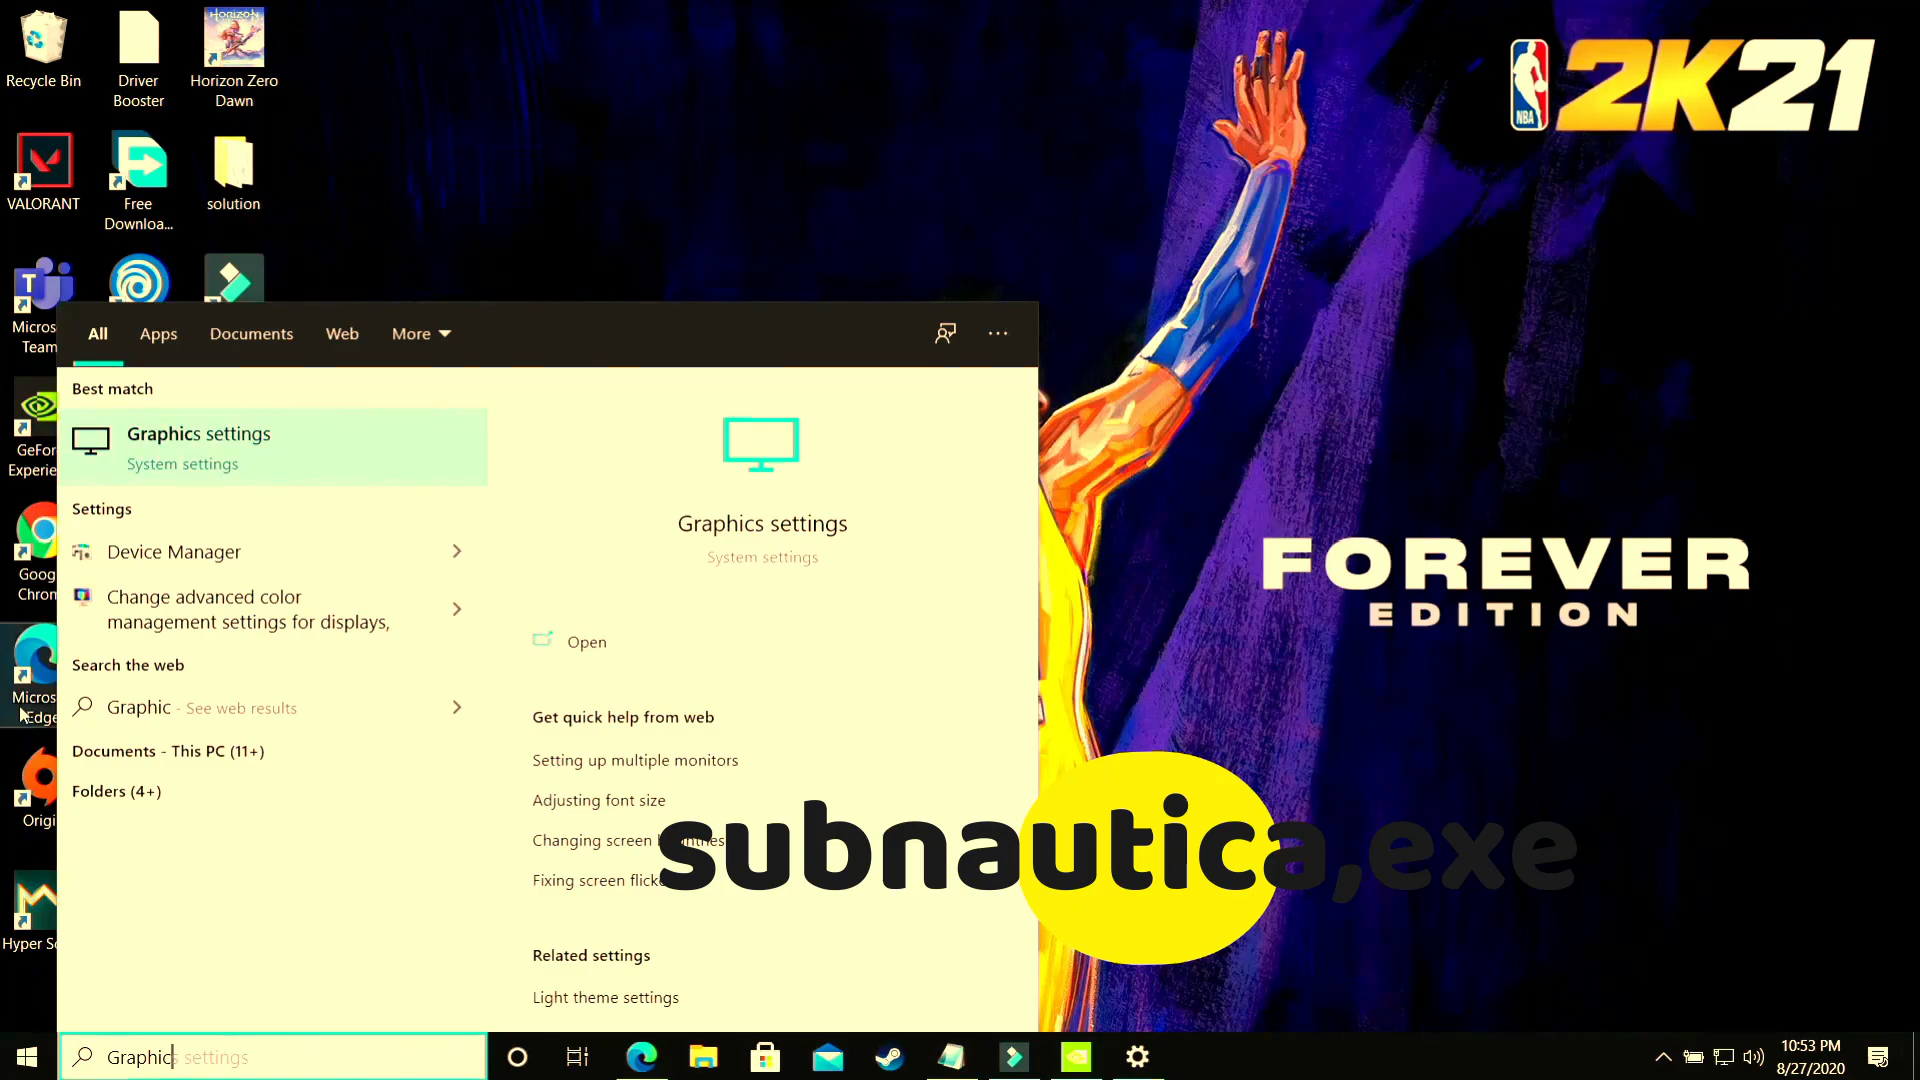 Recycle Bin
Driver
Booster
HORIZON
Horizon Zero
Dawn
VALORANT
Free
Downloa...
solution
T
Micros
Team
GeFor
Experie
Goog
Chron
Micros
Edge
Origi
Hyper Sc
NBA
2K21
FOREVER
EDITION
All
Apps
Documents
Web
More
Best match
Graphics settings
System settings
Settings
Device Manager
Change advanced color
management settings for displays,
Search the web
Graphic - See web results
Documents - This PC (11+)
Folders (4+)
Graphics settings
System settings
Open
Get quick help from web
Setting up multiple monitors
Adjusting font size
Changing screen
Fixing screen
subnautica,exe
Related settings
Light theme settings
Graphics settings
10:53 PM
8/27/2020